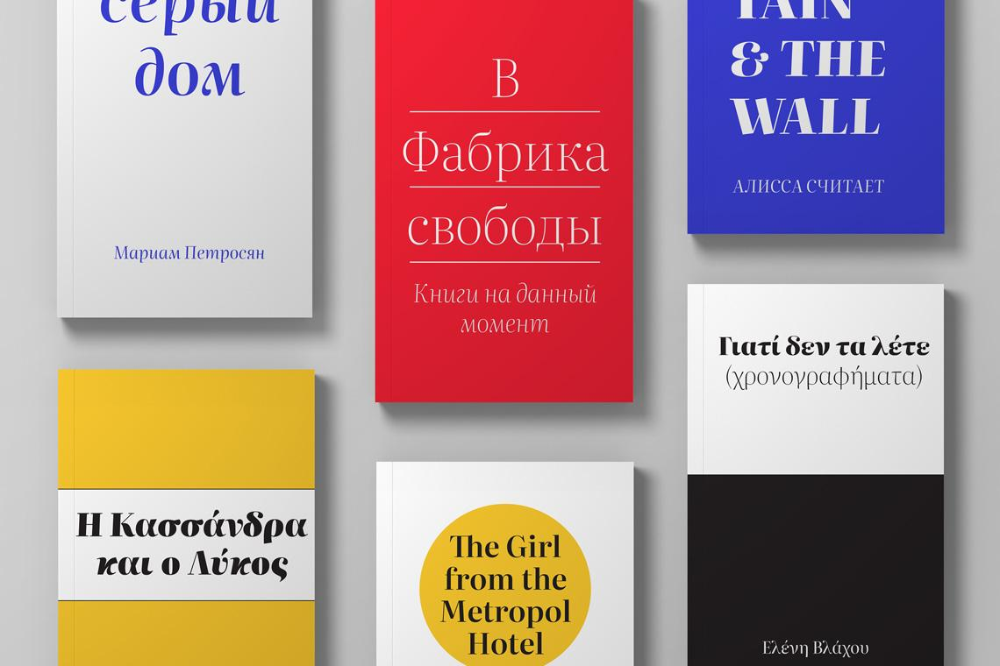 серый
дом
Мариам Петросян
В
Фабрика
свободы
Книги на данный
момент
TAIN
& THE
WALL
АЛИССА СЧИТАЕТ
Η Κασσάνδρα
και ο Λύκος
The Girl
from the
Metropol
Hotel
Γιατί δεν τα λέτε
(χρονογραφήματα)
Ελένη Βλάχου